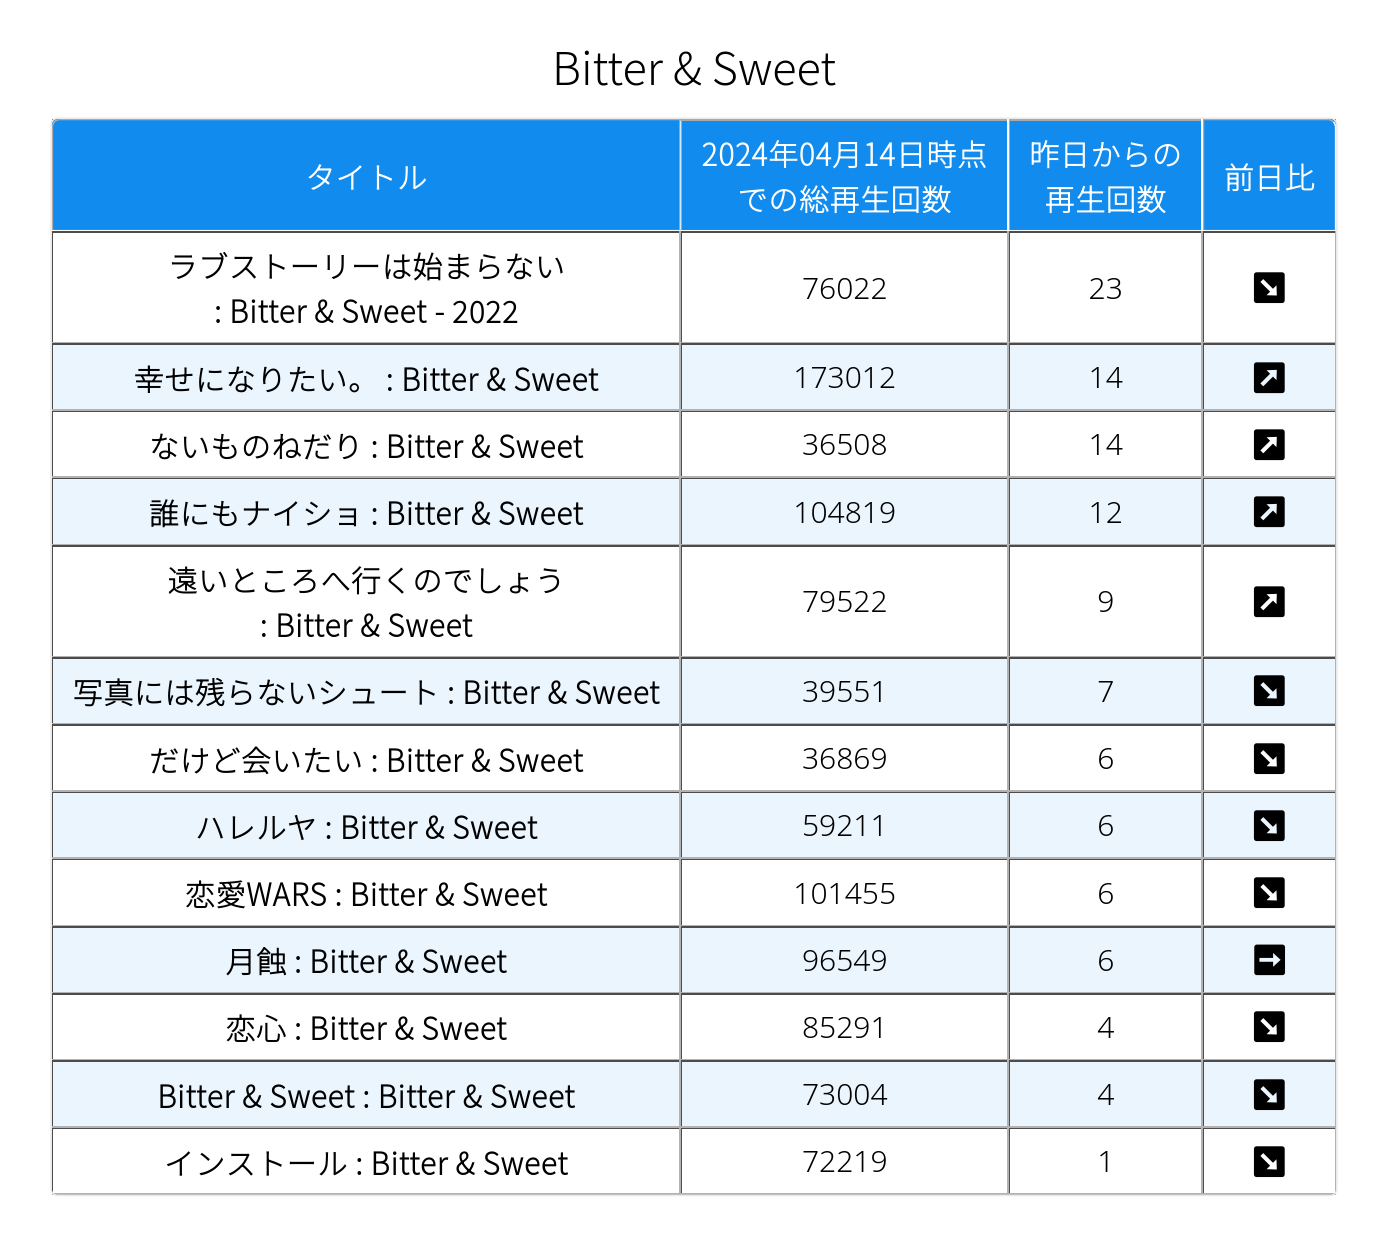 Bitter & Sweet
タイトル
2024年04月14日時点
での総再生回数
昨日からの
再生回数
前日比
ラブストーリーは始まらない
: Bitter & Sweet - 2022
76022
23
幸せになりたい。 : Bitter & Sweet
173012
14
ないものねだり : Bitter & Sweet
36508
14
誰にもナイショ : Bitter & Sweet
104819
12
遠いところへ行くのでしょう
: Bitter & Sweet
79522
9
写真には残らないシュート : Bitter & Sweet
39551
7
だけど会いたい : Bitter & Sweet
36869
6
ハレルヤ : Bitter & Sweet
59211
6
恋愛WARS : Bitter & Sweet
101455
6
月蝕 : Bitter & Sweet
96549
6
恋心 : Bitter & Sweet
85291
4
Bitter & Sweet : Bitter & Sweet
73004
4
インストール : Bitter & Sweet
72219
1